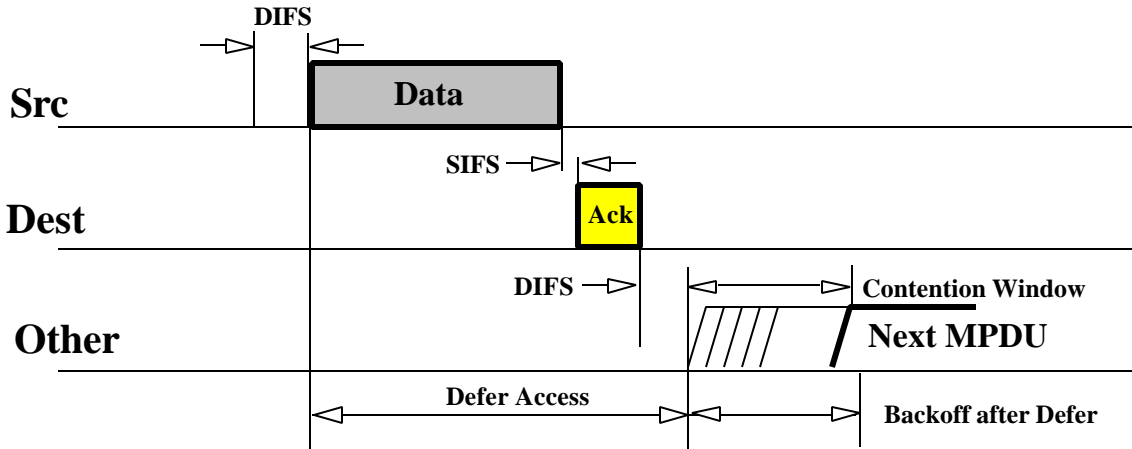 DIFS
Src
Data
SIFS
Dest
Ack
DIFS
Contention Window
Other
Next MPDU
Defer Access
Backoff after Defer